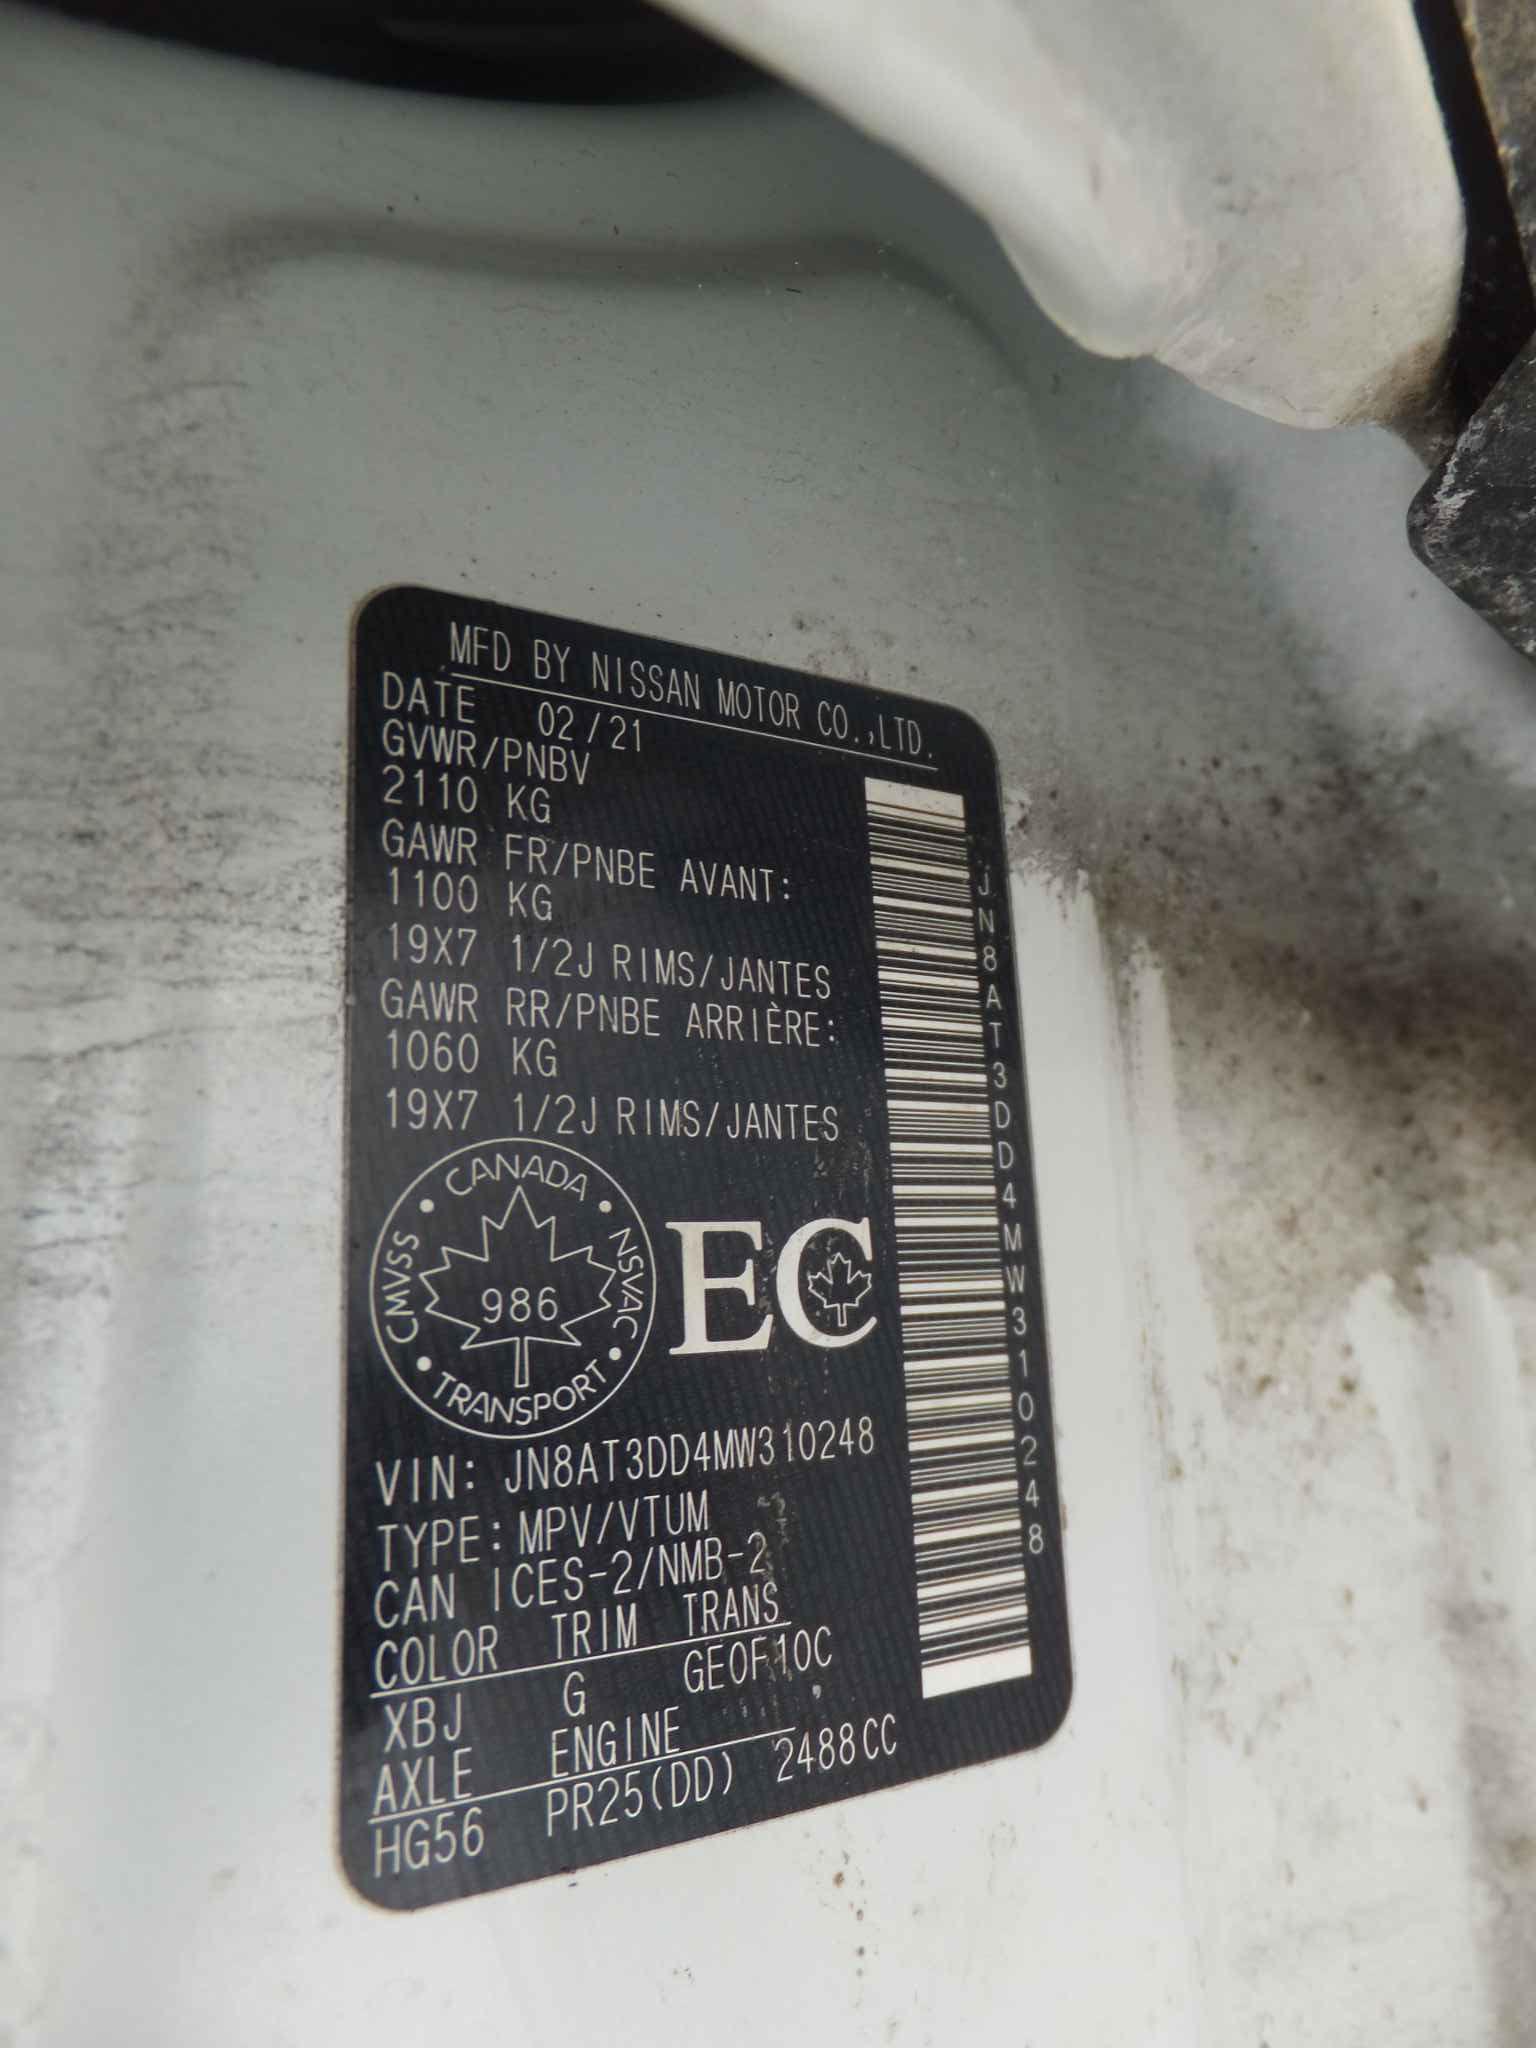 MFD BY NISSAN MOTOR CO.,LTD.
DATE 02/21
GVWR/PNBV
2110 KG
GAWR FR/PNBE AVANT:
1100 KG
19X7 1/2J RIMS/JANTES
GAWR RR/PNBE ARRIÈRE:
1060 KG
19X7 1/2J RIMS/JANTES
CANADA
CMVSS • NSVAC
986
TRANSPORT
EC
VIN: JN8AT3DD4MW310248
TYPE: MPV/VTUM
CAN ICES-2/NMB-2
COLOR TRIM TRANS
XBJ G GE0F10C
AXLE ENGINE
HG56 PR25(DD) 2488CC
JN8AT3DD4MW310248